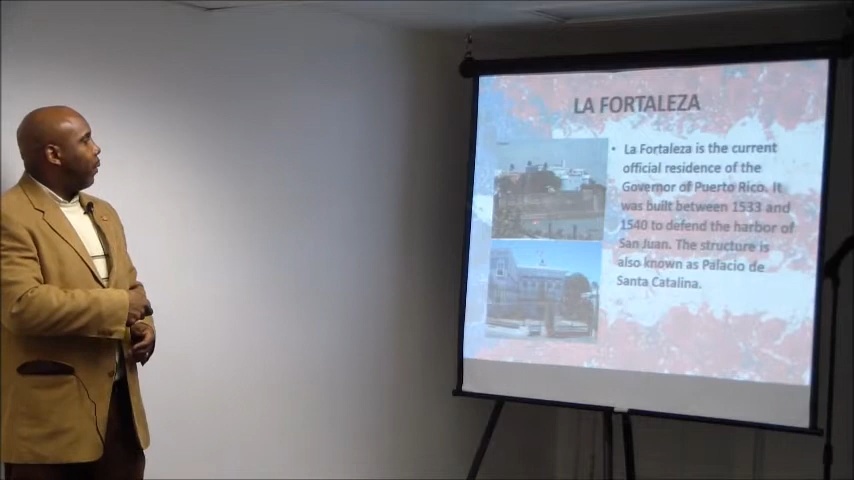 LA FORTALEZA
• La Fortaleza is the current
official residence of the
Governor of Puerto Rico. It
was built between 1533 and
1540 to defend the harbor of
San Juan. The structure is
also known as Palacio de
Santa Catalina.